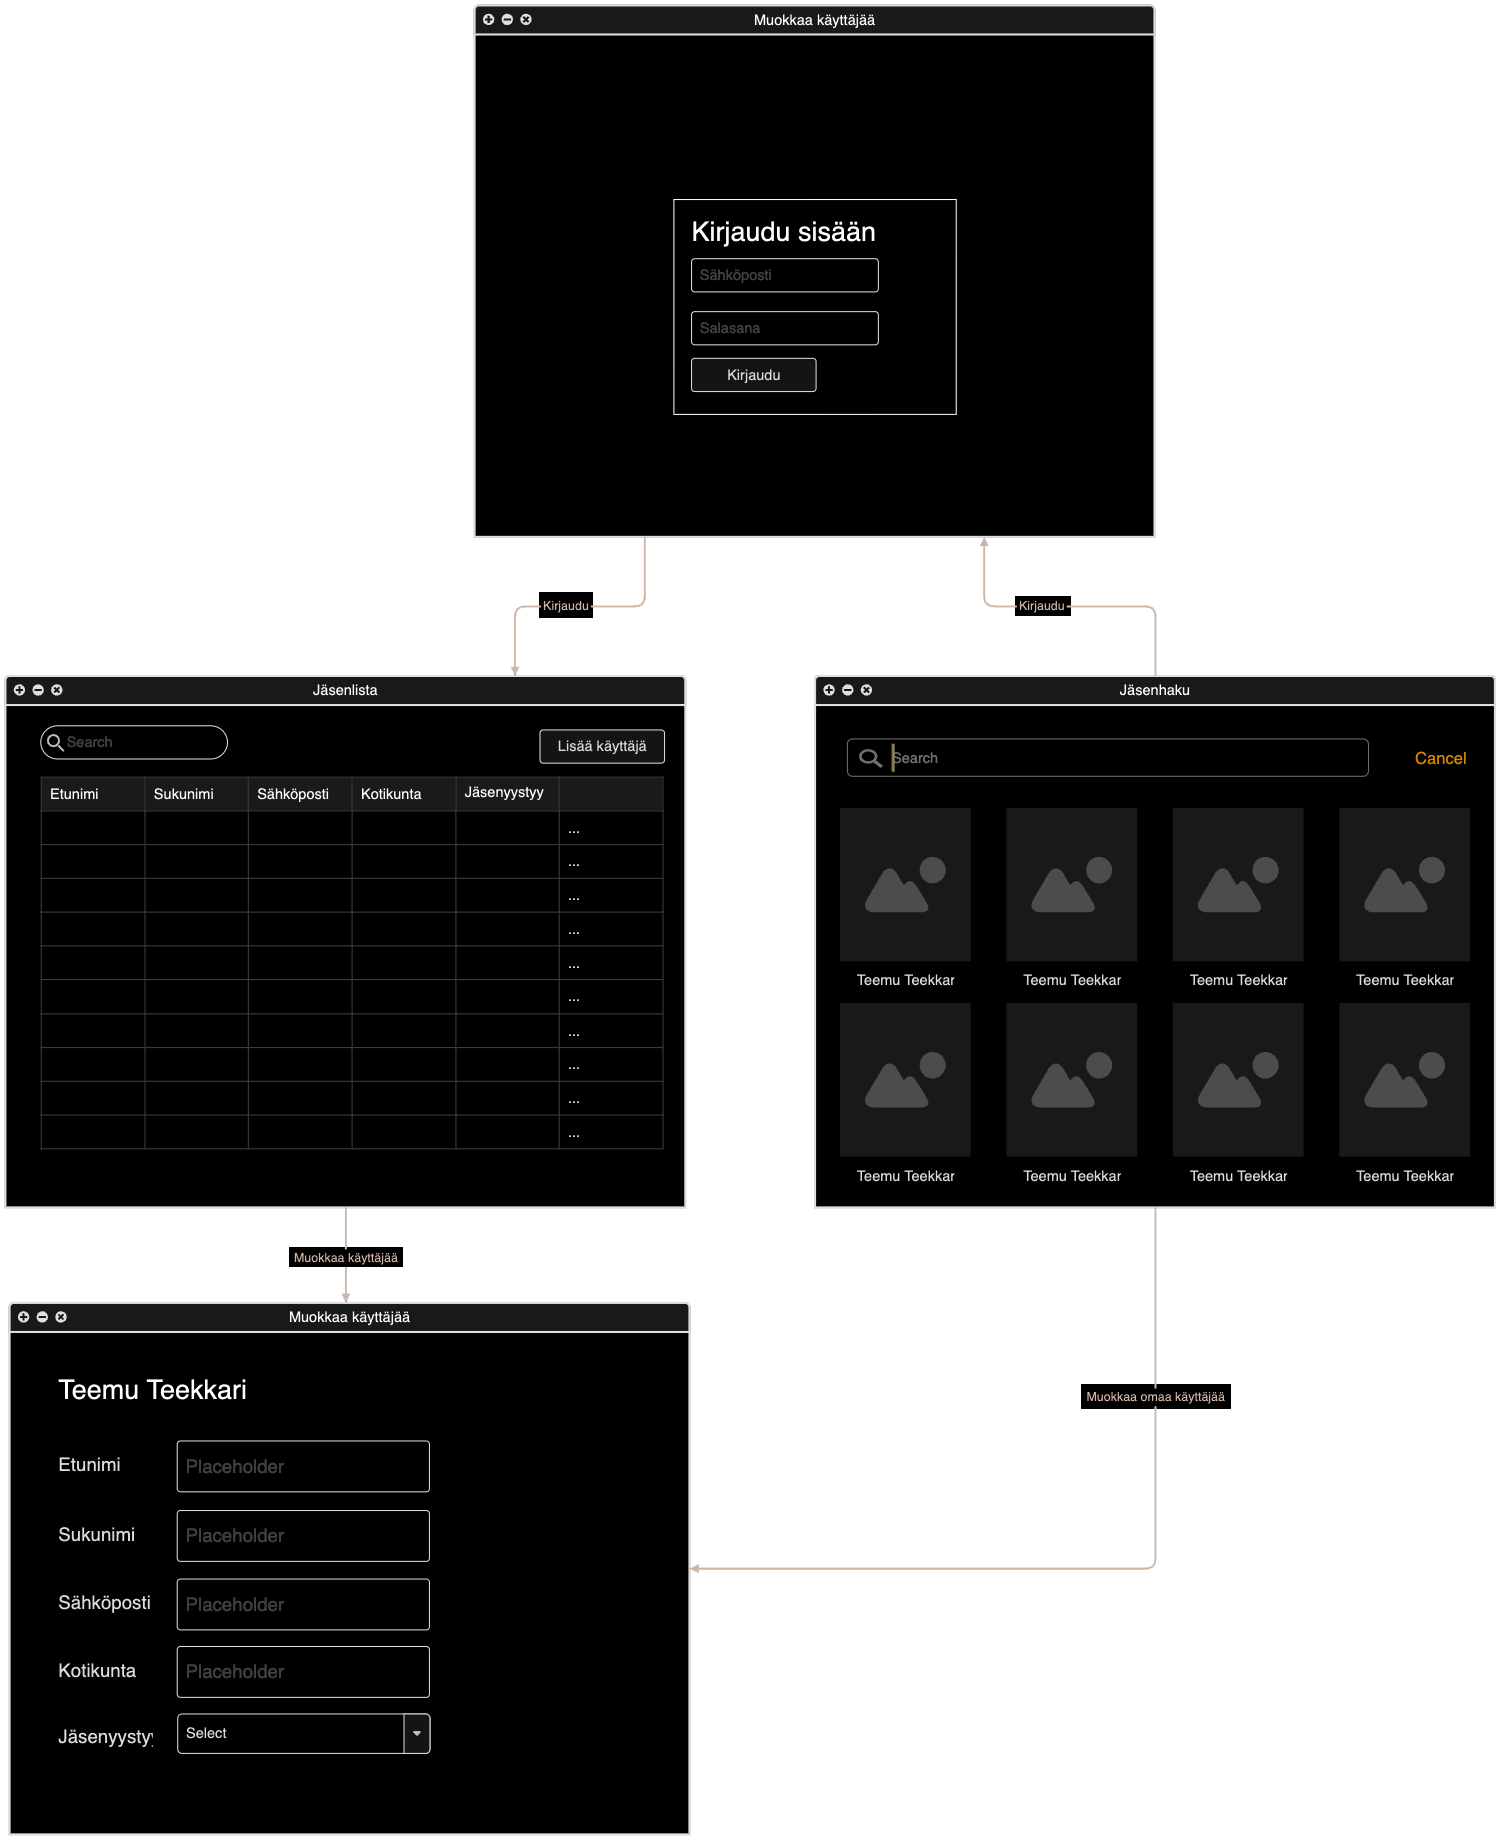 Muokkaa käyttäjää
Kirjaudu sisään
Sähköposti
Salasana
Kirjaudu
Kirjaudu
Kirjaudu
Jäsenlista
Search
Lisää käyttäjä
Etunimi Sukunimi Sähköposti Kotikunta Jäsenyystyy
...
...
...
...
...
...
...
...
...
...
Jäsenhaku
Search
Cancel
Teemu Teekkar Teemu Teekkar Teemu Teekkar Teemu Teekkar
Teemu Teekkar Teemu Teekkar Teemu Teekkar Teemu Teekkar
Muokkaa käyttäjää
Muokkaa omaa käyttäjää
Muokkaa käyttäjää
Teemu Teekkari
Etunimi Placeholder
Sukunimi Placeholder
Sähköposti Placeholder
Kotikunta Placeholder
Jäsenyystyy Select